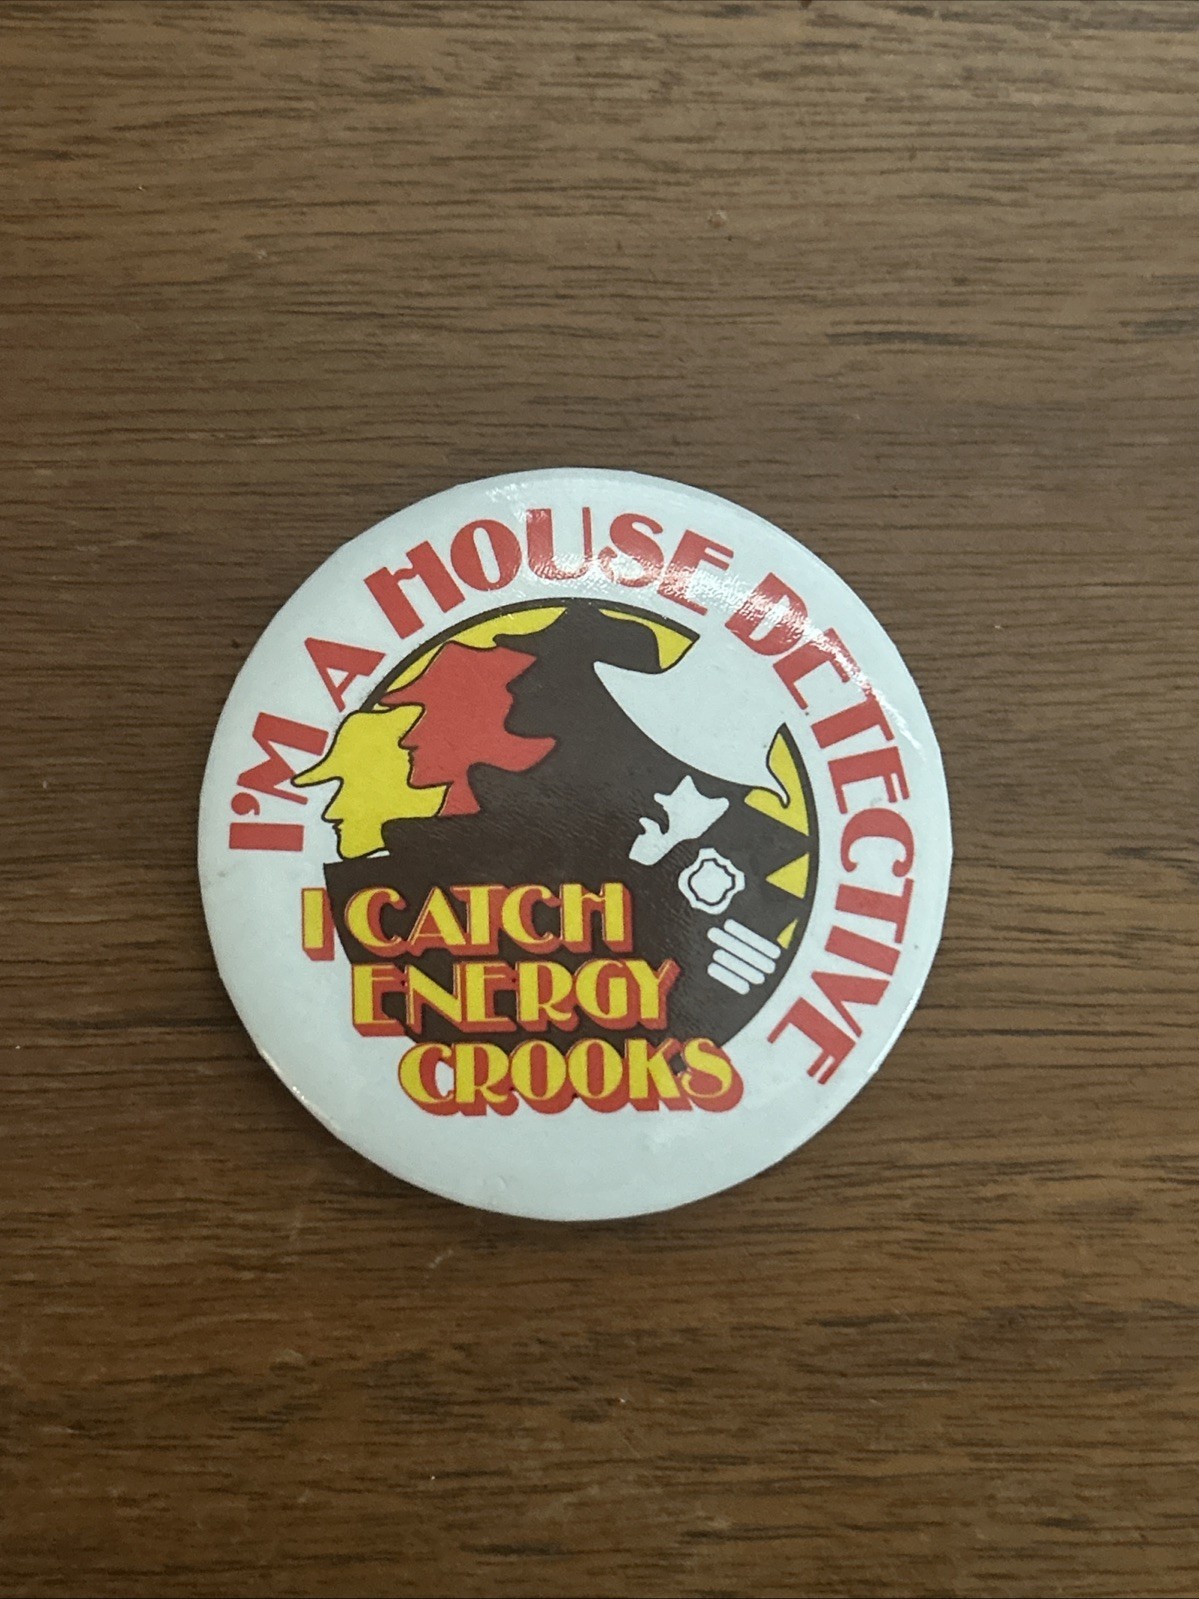 I'M A HOUSE DETECTIVE
I CATCH
ENERGY
CROOKS